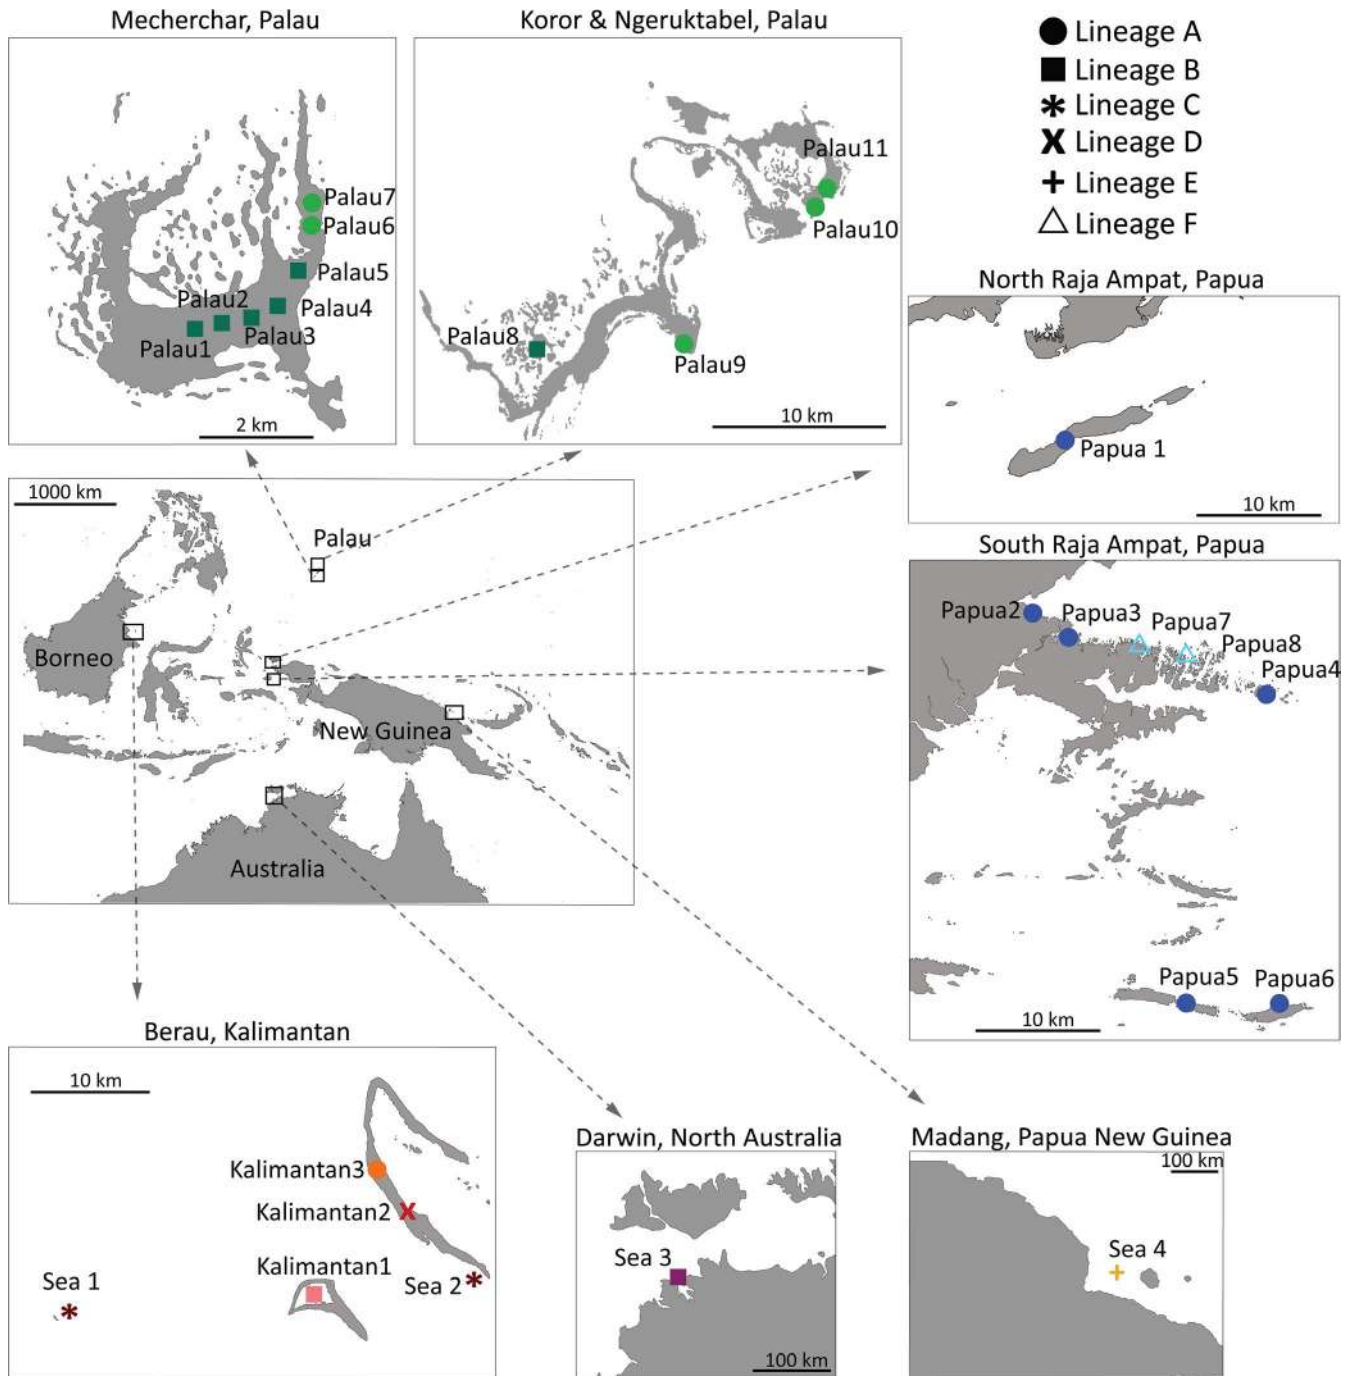 Mecherchar, Palau
Koror & Ngeruktabel, Palau
Lineage A
Lineage B
Lineage C
Lineage D
Lineage E
Lineage F
Palau7
Palau6
Palau5
Palau2
Palau4
Palau3
Palau1
2 km
Palau11
Palau10
Palau8
Palau9
10 km
North Raja Ampat, Papua
Papua 1
10 km
1000 km
Palau
Borneo
New Guinea
Australia
South Raja Ampat, Papua
Papua2
Papua3
Papua7
Papua8
Papua4
Papua5
Papua6
10 km
Berau, Kalimantan
10 km
Kalimantan3
Kalimantan2
Kalimantan1
Sea 1
Sea 2
Darwin, North Australia
Sea 3
100 km
Madang, Papua New Guinea
100 km
Sea 4